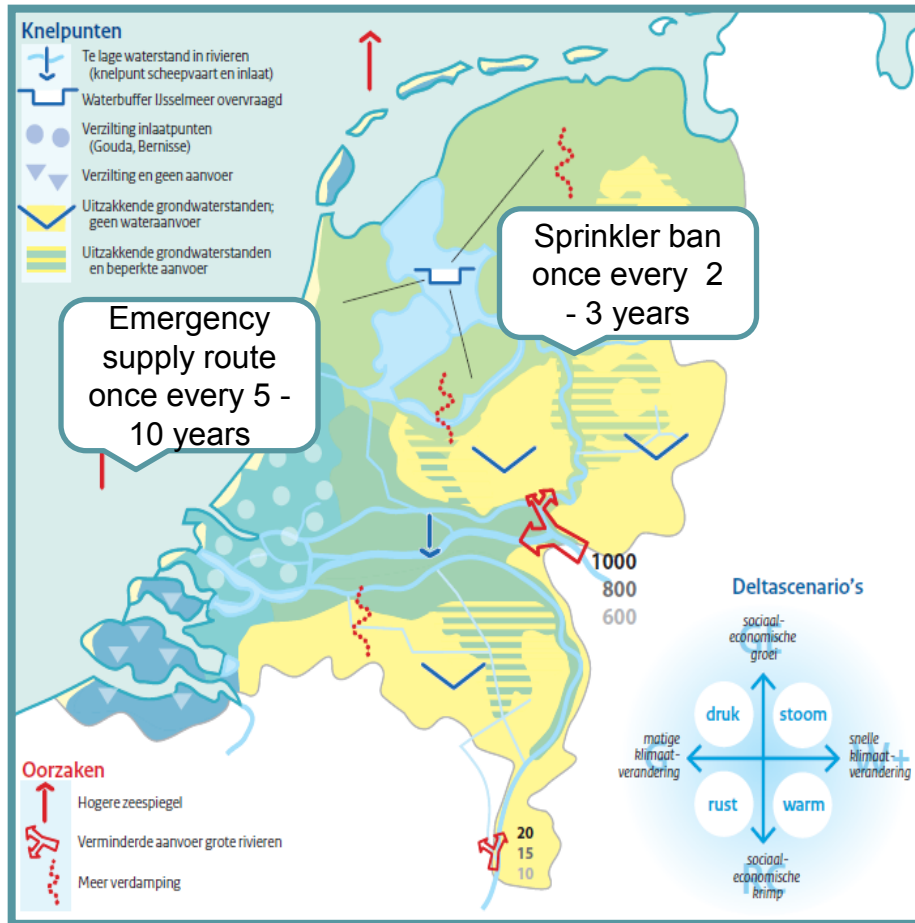 Knelpunten
Te lage waterstand in rivieren
(knelpunt scheepvaart en inlaat)
Waterbuffer IJsselmeer overvraagd
Verzilting inlaatpunten
(Gouda, Bernisse)
Verzilting en geen aanvoer
Uitzakkende grondwaterstanden;
geen wateraanvoer
Uitzakkende grondwaterstanden
en beperkte aanvoer
Sprinkler ban
once every 2
- 3 years
Emergency
supply route
once every 5 -
10 years
1000
800
600
Deltascenario's
GE
sociaal-
economische
groei
druk
stoom
G
matige
klimaat-
verandering
W+
snelle
klimaat-
verandering
rust
warm
RC
sociaal-
economische
krimp
Oorzaken
Hogere zeespiegel
Verminderde aanvoer grote rivieren
Meer verdamping
20
15
10